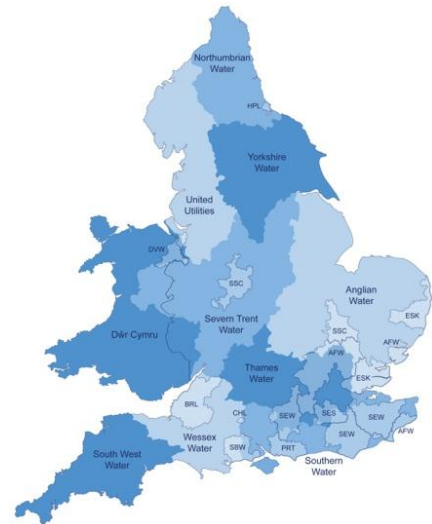 Northumbrian
Water
HPL
Yorkshire
Water
United
Utilities
DVW
SSC
Anglian
Water
ESK
Severn Trent
Water
SSC
Dŵr Cymru
AFW
AFW
Thames
Water
ESK
BRL
CHL
SEW
SES
SEW
Wessex
Water
South West
Water
SBW
PRT
SEW
AFW
Southern
Water